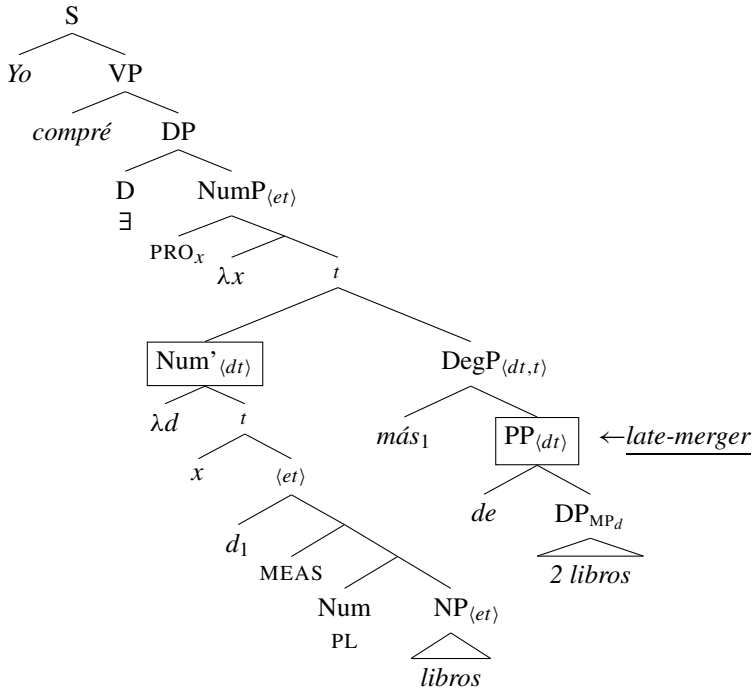 S
Yo VP
compré DP
D NumP⟨et⟩
∃
PROx
λx t
Num'⟨dt⟩ DegP⟨dt,t⟩
λd t más₁ PP⟨dt⟩ ←late-merger
x ⟨et⟩ de DP_MP_d
d₁ 2 libros
MEAS
Num NP⟨et⟩
PL
libros